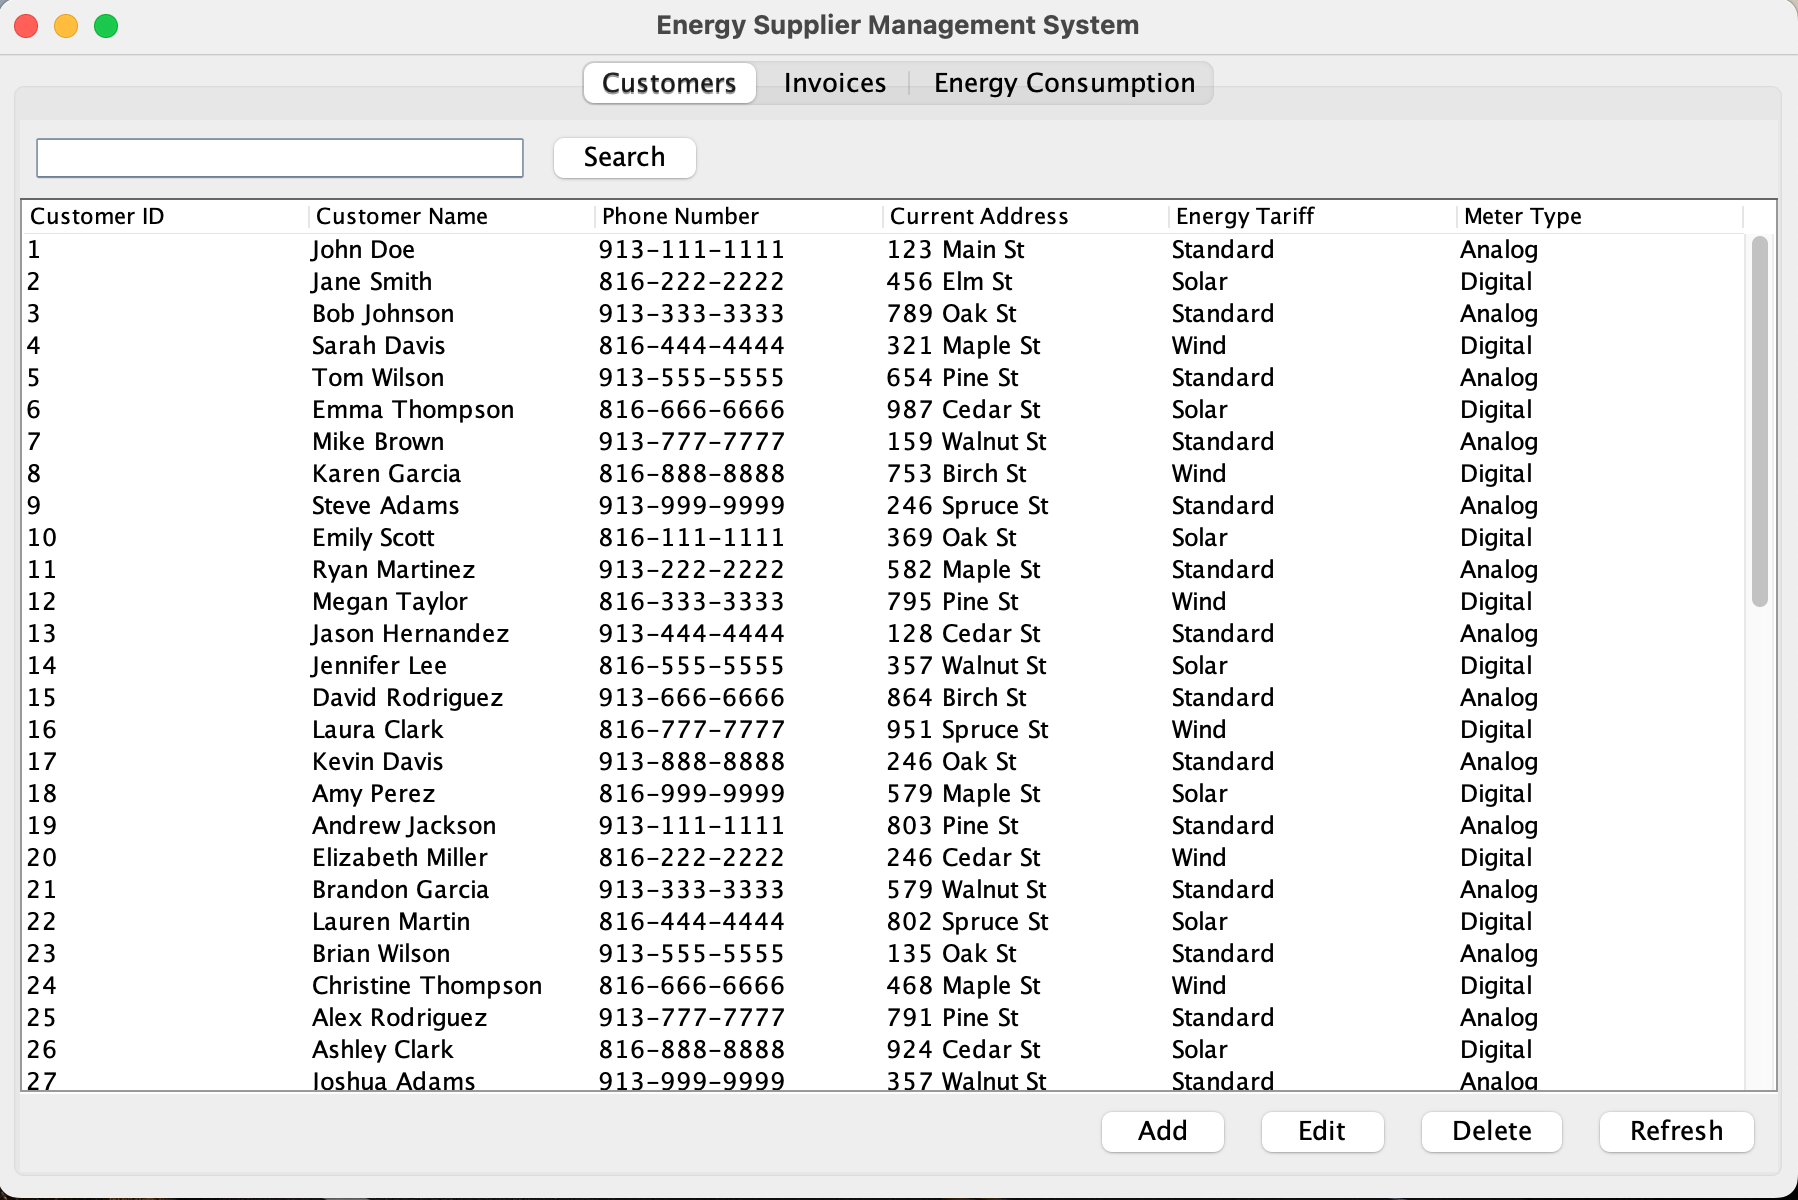 Energy Supplier Management System
Customers Invoices Energy Consumption
Search
Customer ID Customer Name Phone Number Current Address Energy Tariff Meter Type
1 John Doe 913-111-1111 123 Main St Standard Analog
2 Jane Smith 816-222-2222 456 Elm St Solar Digital
3 Bob Johnson 913-333-3333 789 Oak St Standard Analog
4 Sarah Davis 816-444-4444 321 Maple St Wind Digital
5 Tom Wilson 913-555-5555 654 Pine St Standard Analog
6 Emma Thompson 816-666-6666 987 Cedar St Solar Digital
7 Mike Brown 913-777-7777 159 Walnut St Standard Analog
8 Karen Garcia 816-888-8888 753 Birch St Wind Digital
9 Steve Adams 913-999-9999 246 Spruce St Standard Analog
10 Emily Scott 816-111-1111 369 Oak St Solar Digital
11 Ryan Martinez 913-222-2222 582 Maple St Standard Analog
12 Megan Taylor 816-333-3333 795 Pine St Wind Digital
13 Jason Hernandez 913-444-4444 128 Cedar St Standard Analog
14 Jennifer Lee 816-555-5555 357 Walnut St Solar Digital
15 David Rodriguez 913-666-6666 864 Birch St Standard Analog
16 Laura Clark 816-777-7777 951 Spruce St Wind Digital
17 Kevin Davis 913-888-8888 246 Oak St Standard Analog
18 Amy Perez 816-999-9999 579 Maple St Solar Digital
19 Andrew Jackson 913-111-1111 803 Pine St Standard Analog
20 Elizabeth Miller 816-222-2222 246 Cedar St Wind Digital
21 Brandon Garcia 913-333-3333 579 Walnut St Standard Analog
22 Lauren Martin 816-444-4444 802 Spruce St Solar Digital
23 Brian Wilson 913-555-5555 135 Oak St Standard Analog
24 Christine Thompson 816-666-6666 468 Maple St Wind Digital
25 Alex Rodriguez 913-777-7777 791 Pine St Standard Analog
26 Ashley Clark 816-888-8888 924 Cedar St Solar Digital
27 Joshua Adams 913-999-9999 357 Walnut St Standard Analog
Add Edit Delete Refresh